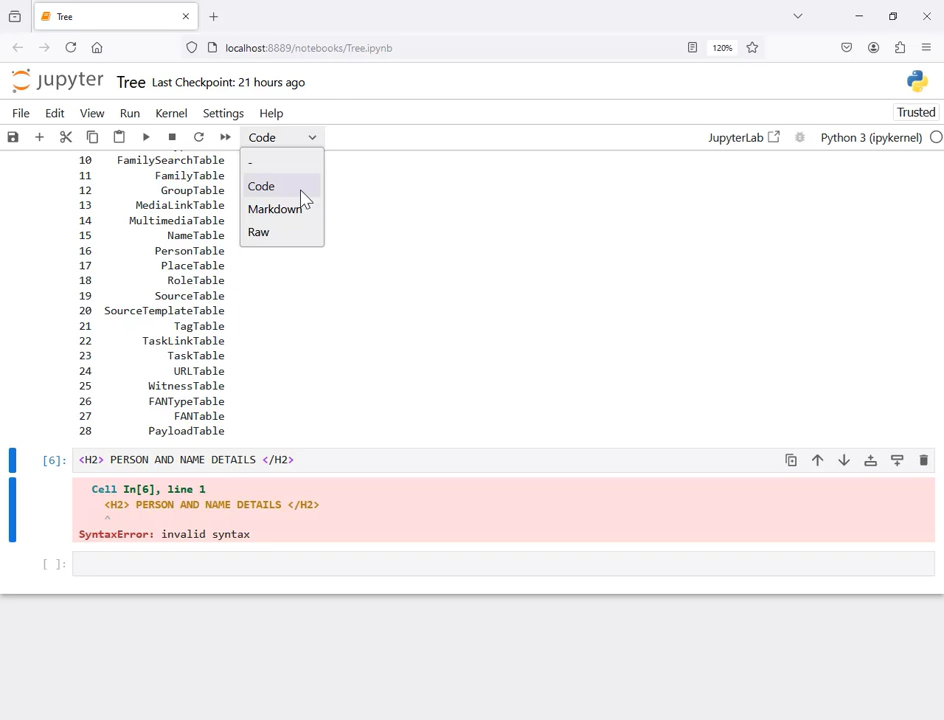 Tree
localhost:8889/notebooks/Tree.ipynb
120%
jupyter
Tree Last Checkpoint: 21 hours ago
File Edit View Run Kernel Settings Help
Trusted
Code
JupyterLab
Python 3 (ipykernel)
-
Code
Markdown
Raw
10 FamilySearchTable
11 FamilyTable
12 GroupTable
13 MediaLinkTable
14 MultimediaTable
15 NameTable
16 PersonTable
17 PlaceTable
18 RoleTable
19 SourceTable
20 SourceTemplateTable
21 TagTable
22 TaskLinkTable
23 TaskTable
24 URLTable
25 WitnessTable
26 FANTypeTable
27 FANTable
28 PayloadTable
[6]: <H2> PERSON AND NAME DETAILS </H2>
Cell In[6], line 1
<H2> PERSON AND NAME DETAILS </H2>
^
SyntaxError: invalid syntax
[ ]: